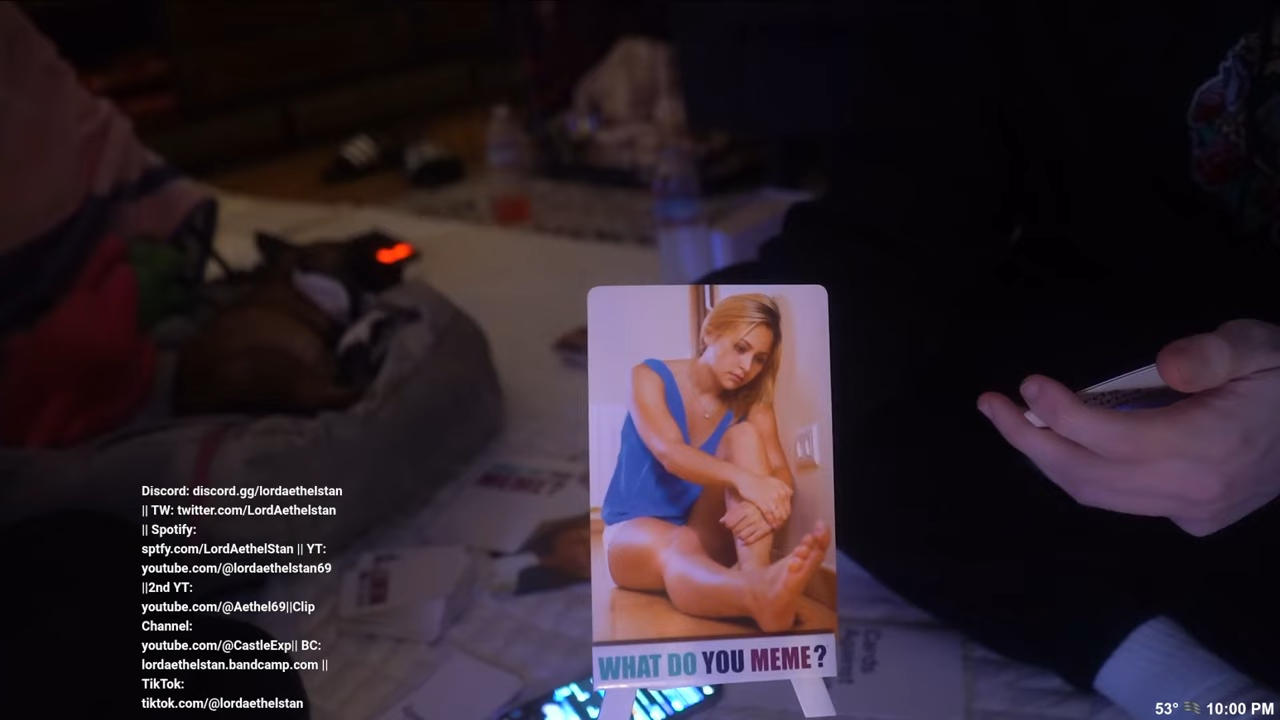 Discord: discord.gg/lordaethelstan
|| TW: twitter.com/LordAethelstan
|| Spotify:
sptfy.com/LordAethelStan || YT:
youtube.com/@lordaethelstan69
||2nd YT:
youtube.com/@Aethel69||Clip
Channel:
youtube.com/@CastleExp|| BC:
lordaethelstan.bandcamp.com ||
TikTok:
tiktok.com/@lordaethelstan
WHAT DO YOU MEME?
53° 10:00 PM